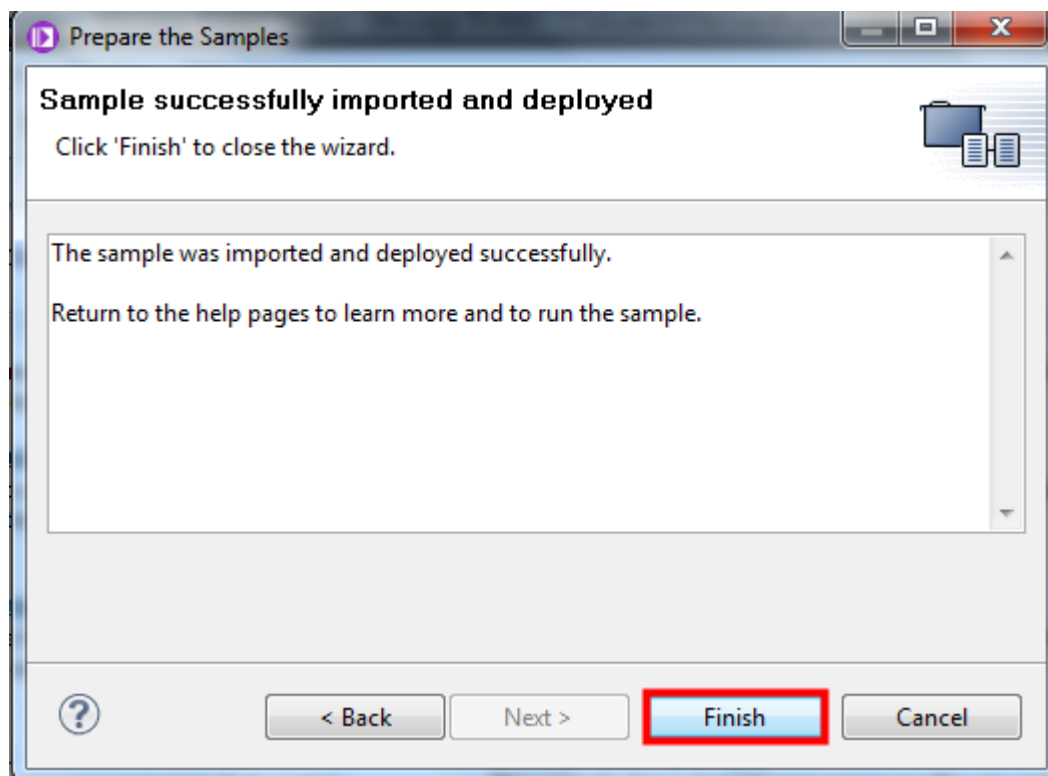 Prepare the Samples
Sample successfully imported and deployed
Click 'Finish' to close the wizard.
The sample was imported and deployed successfully.
Return to the help pages to learn more and to run the sample.
?
< Back
Next >
Finish
Cancel